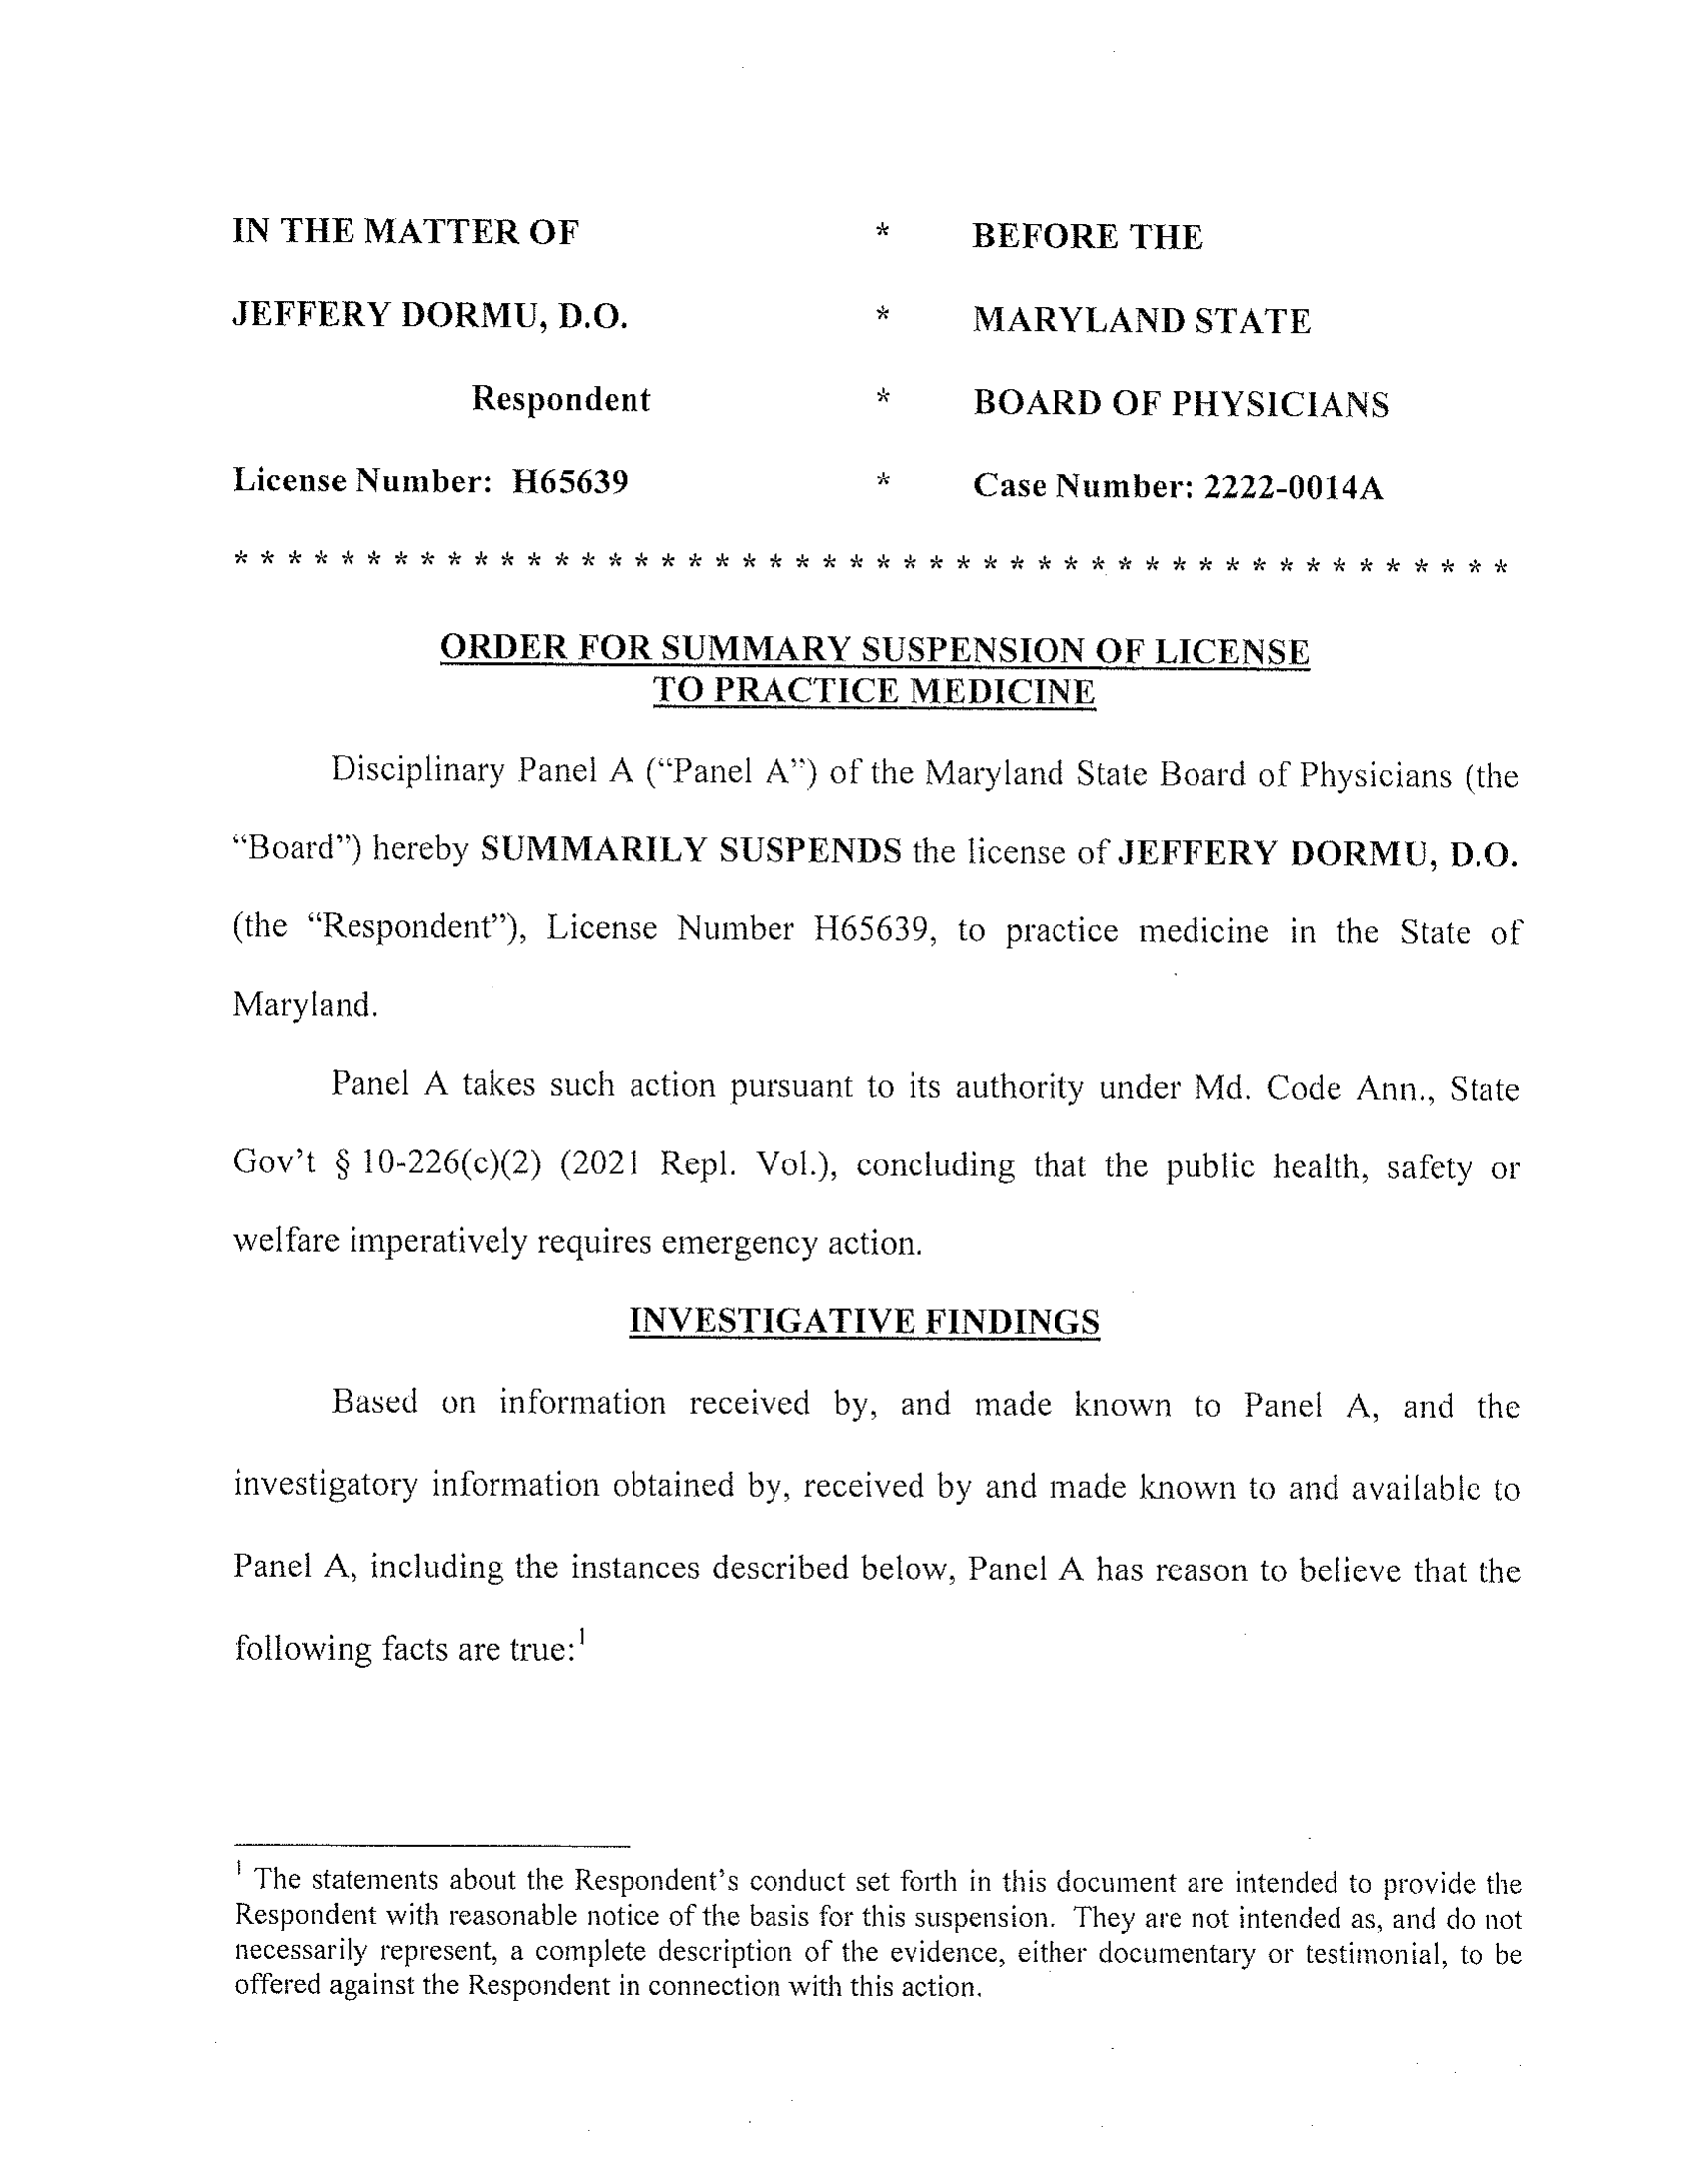 IN THE MATTER OF * BEFORE THE
JEFFERY DORMU, D.O. * MARYLAND STATE
Respondent * BOARD OF PHYSICIANS
License Number: H65639 * Case Number: 2222-0014A
* * * * * * * * * * * * * * * * * * * * * * * * * * * * * * * * * * * * * * * * * * * * * * * *
ORDER FOR SUMMARY SUSPENSION OF LICENSE
TO PRACTICE MEDICINE
Disciplinary Panel A (“Panel A”) of the Maryland State Board of Physicians (the
“Board”) hereby SUMMARILY SUSPENDS the license of JEFFERY DORMU, D.O.
(the “Respondent”), License Number H65639, to practice medicine in the State of
Maryland.
Panel A takes such action pursuant to its authority under Md. Code Ann., State
Gov’t § 10-226(c)(2) (2021 Repl. Vol.), concluding that the public health, safety or
welfare imperatively requires emergency action.
INVESTIGATIVE FINDINGS
Based on information received by, and made known to Panel A, and the
investigatory information obtained by, received by and made known to and available to
Panel A, including the instances described below, Panel A has reason to believe that the
following facts are true:¹
¹ The statements about the Respondent’s conduct set forth in this document are intended to provide the
Respondent with reasonable notice of the basis for this suspension. They are not intended as, and do not
necessarily represent, a complete description of the evidence, either documentary or testimonial, to be
offered against the Respondent in connection with this action.